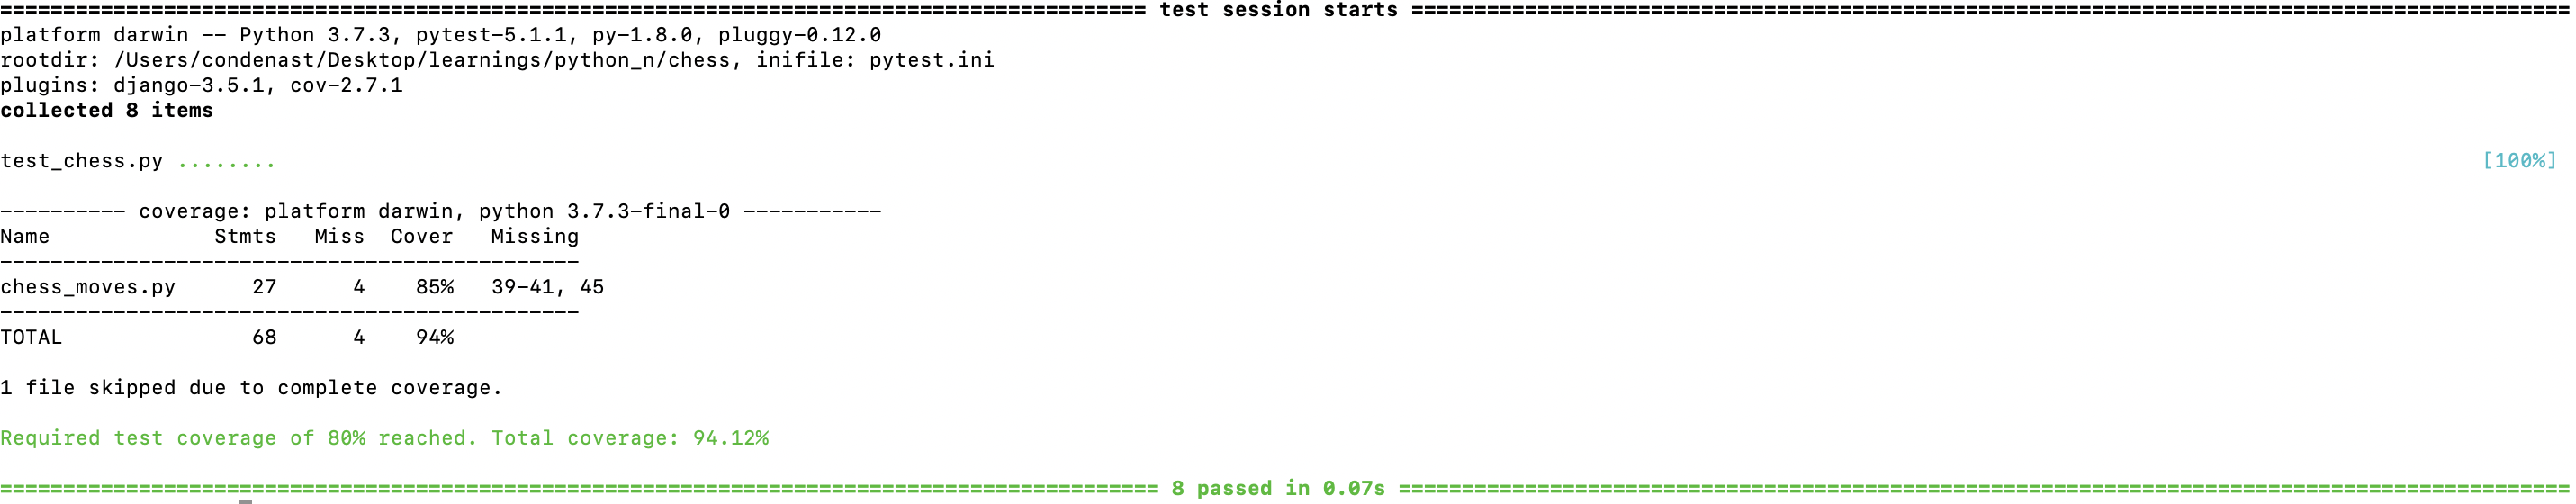 ============================================================================================ test session starts =============================================================================================
platform darwin -- Python 3.7.3, pytest-5.1.1, py-1.8.0, pluggy-0.12.0
rootdir: /Users/condenast/Desktop/learnings/python_n/chess, inifile: pytest.ini
plugins: django-3.5.1, cov-2.7.1
collected 8 items
test_chess.py ........ [100%]
---------- coverage: platform darwin, python 3.7.3-final-0 -----------
Name Stmts Miss Cover Missing
----------------------------------------------
chess_moves.py 27 4 85% 39-41, 45
----------------------------------------------
TOTAL 68 4 94%
1 file skipped due to complete coverage.
Required test coverage of 80% reached. Total coverage: 94.12%
============================================================================================= 8 passed in 0.07s ==============================================================================================